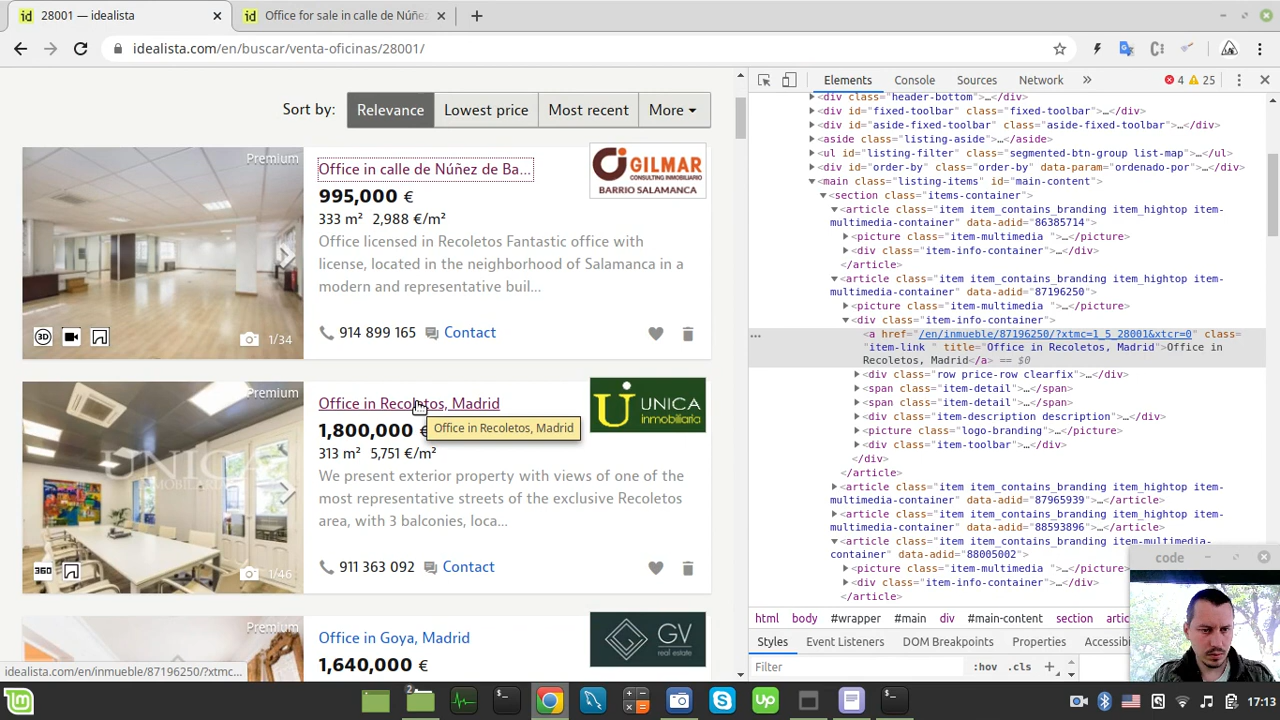 28001 — idealista
Office for sale in calle de Núñez
idealista.com/en/buscar/venta-oficinas/28001/
Sort by: Relevance Lowest price Most recent More
Premium
Office in calle de Núñez de Ba...
995,000 €
333 m² 2,988 €/m²
Office licensed in Recoletos Fantastic office with
license, located in the neighborhood of Salamanca in a
modern and representative buil...
914 899 165 Contact
3D 1/34
GILMAR
CONSULTING INMOBILIARIO
BARRIO SALAMANCA
Premium
Office in Recoletos, Madrid
1,800,000 €
Office in Recoletos, Madrid
313 m² 5,751 €/m²
We present exterior property with views of one of the
most representative streets of the exclusive Recoletos
area, with 3 balconies, loca...
911 363 092 Contact
UNICA
360 1/46
UNICA
inmobiliaria
Premium
Office in Goya, Madrid
1,640,000 €
GV
real estate
idealista.com/en/inmueble/87196250/?xtmc...
Elements Console Sources Network » 4 25
<div class="header-bottom">…</div>
<div id="fixed-toolbar" class="fixed-toolbar">…</div>
<div id="aside-fixed-toolbar" class="aside-fixed-toolbar">…</div>
<aside class="listing-aside">…</aside>
<ul id="listing-filter" class="segmented-btn-group list-map">…</ul>
<div id="order-by" class="order-by" data-param="ordenado-por">…</div>
<main class="listing-items" id="main-content">
<section class="items-container">
<article class="item item_contains_branding item_hightop item-
multimedia-container" data-adid="86385714">
<picture class="item-multimedia ">…</picture>
<div class="item-info-container">…</div>
</article>
<article class="item item_contains_branding item_hightop item-
multimedia-container" data-adid="87196250">
<picture class="item-multimedia ">…</picture>
<div class="item-info-container">
<a href="/en/inmueble/87196250/?xtmc=1_5_28001&xtcr=0" class=
"item-link " title="Office in Recoletos, Madrid">Office in
Recoletos, Madrid</a> == $0
<div class="row price-row clearfix">…</div>
<span class="item-detail">…</span>
<span class="item-detail">…</span>
<div class="item-description description">…</div>
<picture class="logo-branding">…</picture>
<div class="item-toolbar">…</div>
</div>
</article>
<article class="item item_contains_branding item_hightop item-
multimedia-container" data-adid="87965939">…</article>
<article class="item item_contains_branding item_hightop item-
multimedia-container" data-adid="88593896">…</article>
<article class="item item_contains_branding item-multimedia-
container" data-adid="88005002">
<picture class="item-multimedia ">…</picture>
<div class="item-info-container">…</div>
</article>
html body #wrapper #main div #main-content section artic
Styles Event Listeners DOM Breakpoints Properties Accessibi
Filter :hov .cls +
code
2
17:13